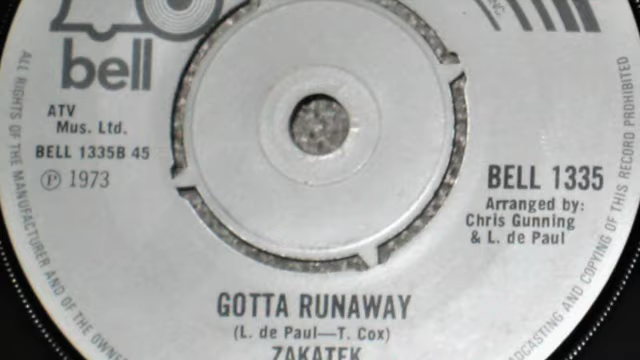 bell
ATV
Mus. Ltd.
BELL 1335B 45
Ⓟ 1973
BELL 1335
Arranged by:
Chris Gunning
& L. de Paul
GOTTA RUNAWAY
(L. de Paul—T. Cox)
ZAKATEK
ALL RIGHTS OF THE MANUFACTURER AND OF THE OWNER
CASTING AND COPYING OF THIS RECORD PROHIBITED